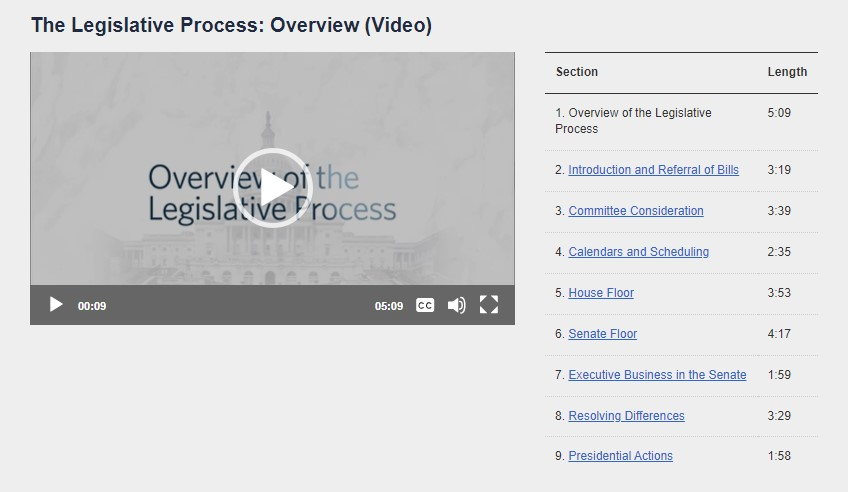 The Legislative Process: Overview (Video)
Overview of the
Legislative Process
00:09
05:09
CC
Section Length
1. Overview of the Legislative 5:09
Process
2. Introduction and Referral of Bills 3:19
3. Committee Consideration 3:39
4. Calendars and Scheduling 2:35
5. House Floor 3:53
6. Senate Floor 4:17
7. Executive Business in the Senate 1:59
8. Resolving Differences 3:29
9. Presidential Actions 1:58